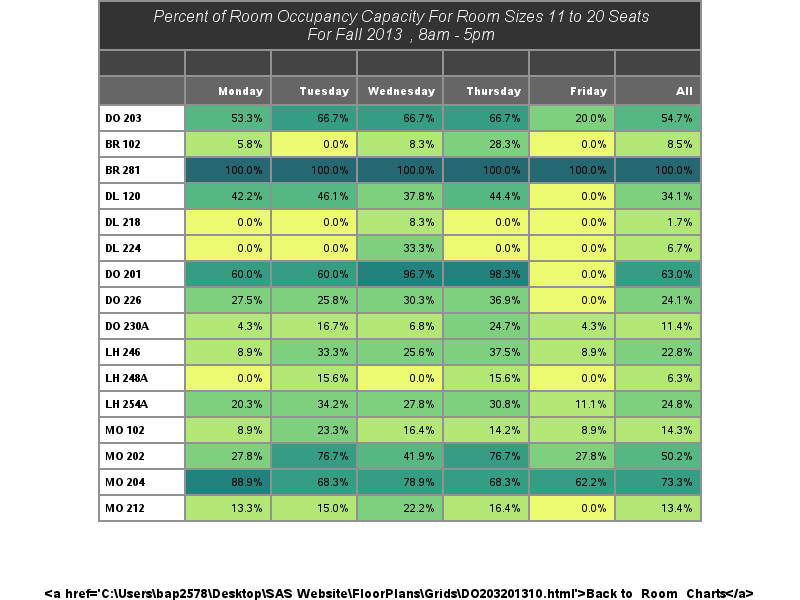 Percent of Room Occupancy Capacity For Room Sizes 11 to 20 Seats
For Fall 2013 , 8am - 5pm
Monday Tuesday Wednesday Thursday Friday All
DO 203 53.3% 66.7% 66.7% 66.7% 20.0% 54.7%
BR 102 5.8% 0.0% 8.3% 28.3% 0.0% 8.5%
BR 281 100.0% 100.0% 100.0% 100.0% 100.0% 100.0%
DL 120 42.2% 46.1% 37.8% 44.4% 0.0% 34.1%
DL 218 0.0% 0.0% 8.3% 0.0% 0.0% 1.7%
DL 224 0.0% 0.0% 33.3% 0.0% 0.0% 6.7%
DO 201 60.0% 60.0% 96.7% 98.3% 0.0% 63.0%
DO 226 27.5% 25.8% 30.3% 36.9% 0.0% 24.1%
DO 230A 4.3% 16.7% 6.8% 24.7% 4.3% 11.4%
LH 246 8.9% 33.3% 25.6% 37.5% 8.9% 22.8%
LH 248A 0.0% 15.6% 0.0% 15.6% 0.0% 6.3%
LH 254A 20.3% 34.2% 27.8% 30.8% 11.1% 24.8%
MO 102 8.9% 23.3% 16.4% 14.2% 8.9% 14.3%
MO 202 27.8% 76.7% 41.9% 76.7% 27.8% 50.2%
MO 204 88.9% 68.3% 78.9% 68.3% 62.2% 73.3%
MO 212 13.3% 15.0% 22.2% 16.4% 0.0% 13.4%
<a href='C:\Users\bap2578\Desktop\SAS Website\FloorPlans\Grids\DO203201310.html'>Back to Room Charts</a>